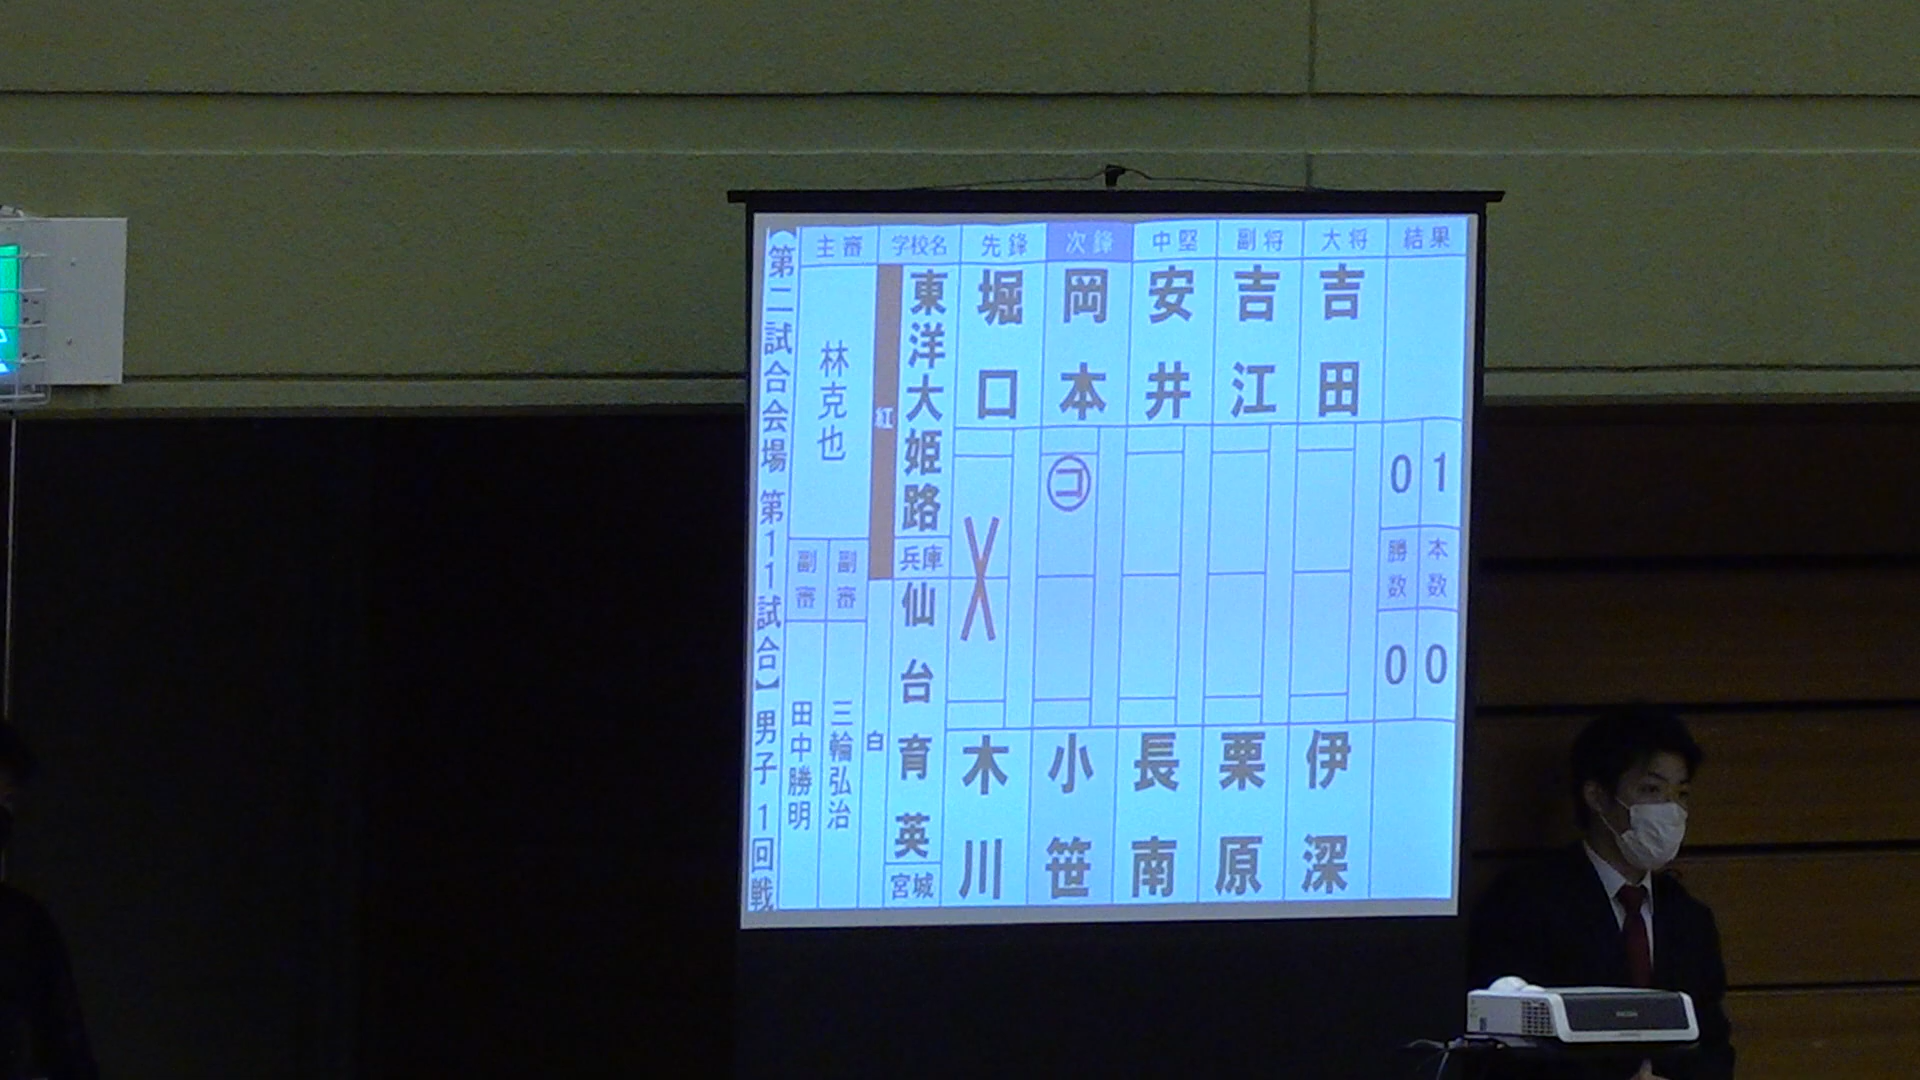 【第二試合会場 第11試合】男子1回戦
主審 学校名 先鋒 次鋒 中堅 副将 大将 結果
林克也
紅
東洋大姫路
兵庫
堀口
岡本
安井
吉江
吉田
コ
0 1
勝数 本数
0 0
副審 副審
田中勝明
三輪弘治
白
仙台育英
宮城
木川
小笹
長南
栗原
伊深